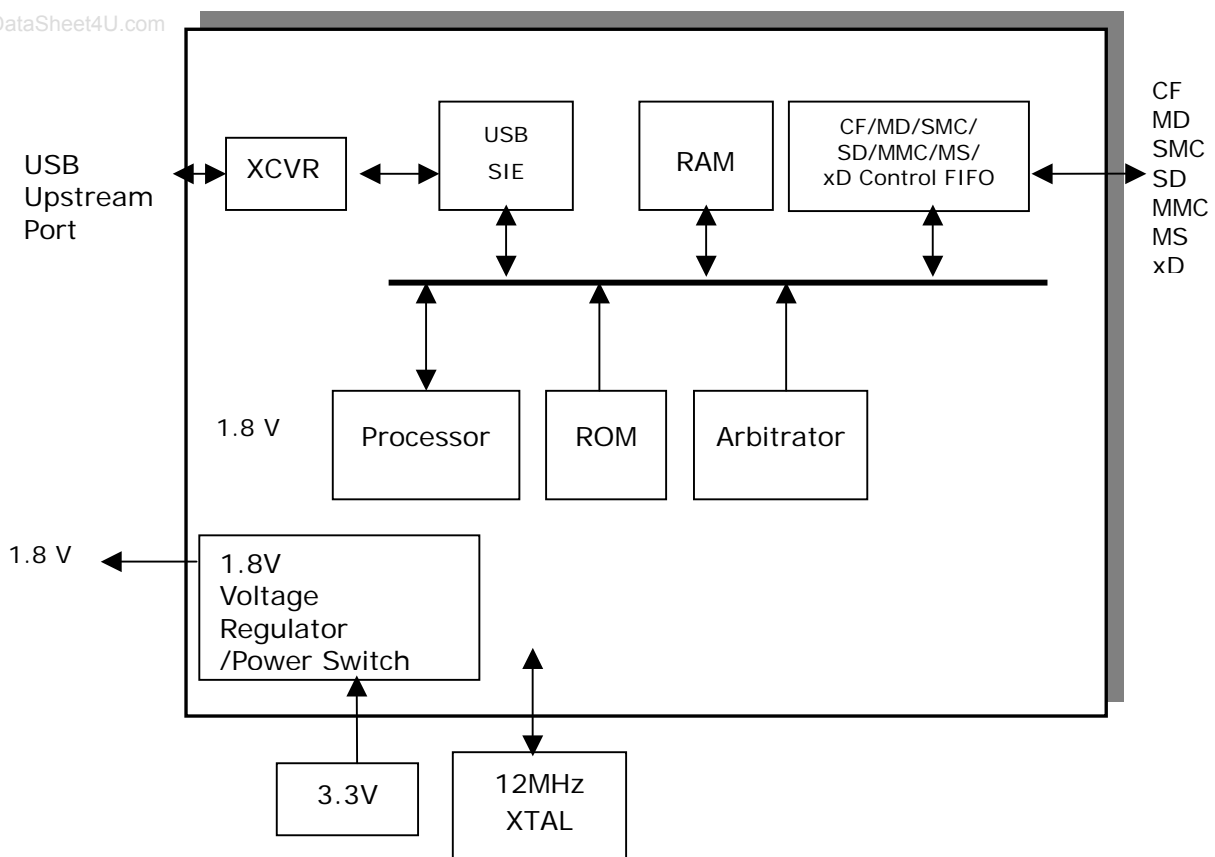 DataSheet4U.com
USB
Upstream
Port
XCVR
USB
SIE
RAM
CF/MD/SMC/
SD/MMC/MS/
xD Control FIFO
CF
MD
SMC
SD
MMC
MS
xD
1.8 V
Processor
ROM
Arbitrator
1.8 V
1.8V
Voltage
Regulator
/Power Switch
3.3V
12MHz
XTAL